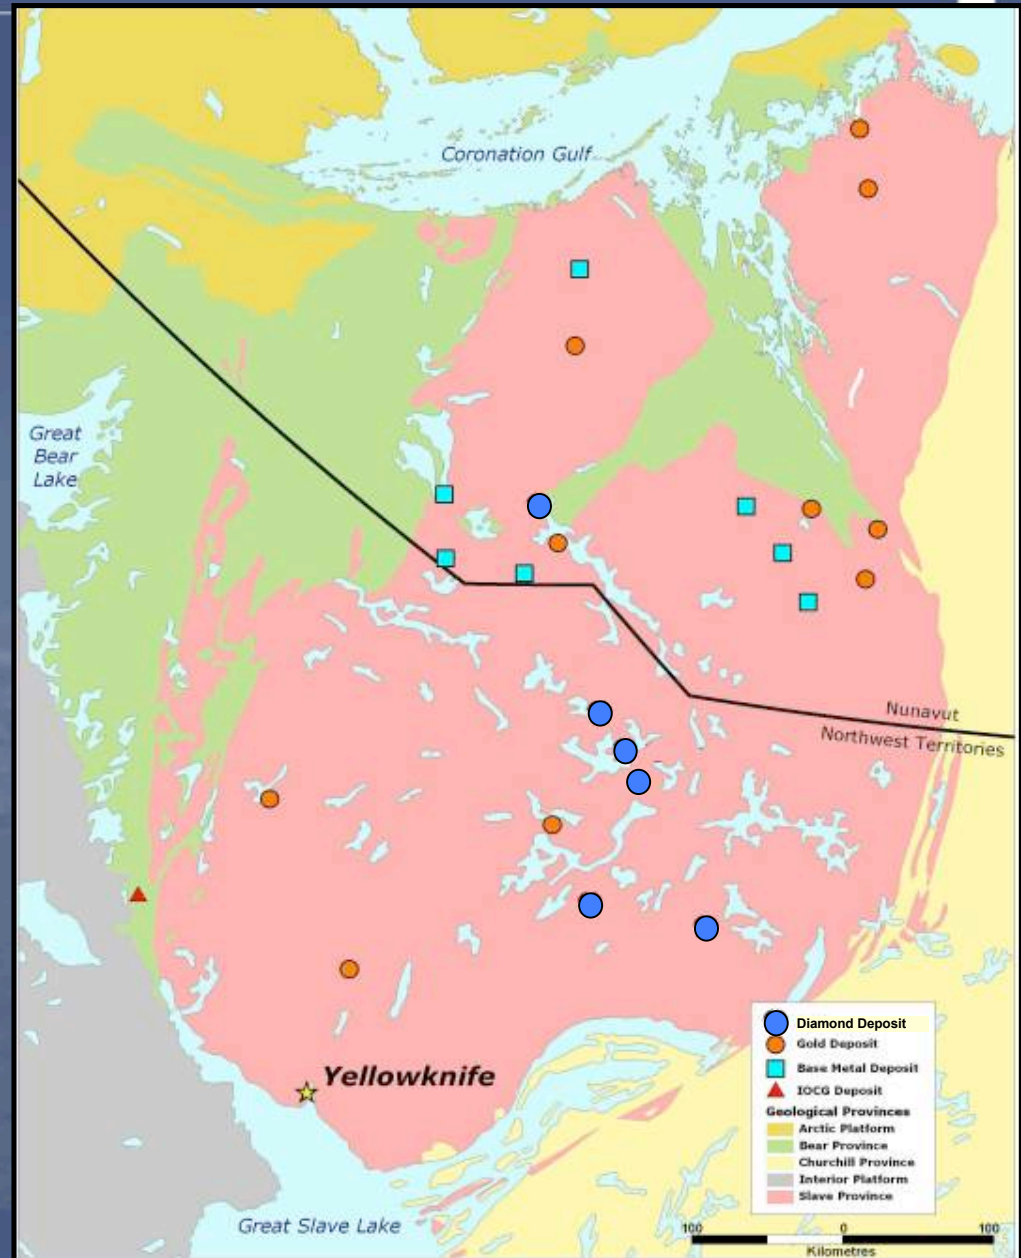 Coronation Gulf
Great
Bear
Lake
Nunavut
Northwest Territories
Yellowknife
Great Slave Lake
Diamond Deposit
Gold Deposit
Base Metal Deposit
IOCG Deposit
Geological Provinces
Arctic Platform
Bear Province
Churchill Province
Interior Platform
Slave Province
100 0 100
Kilometres